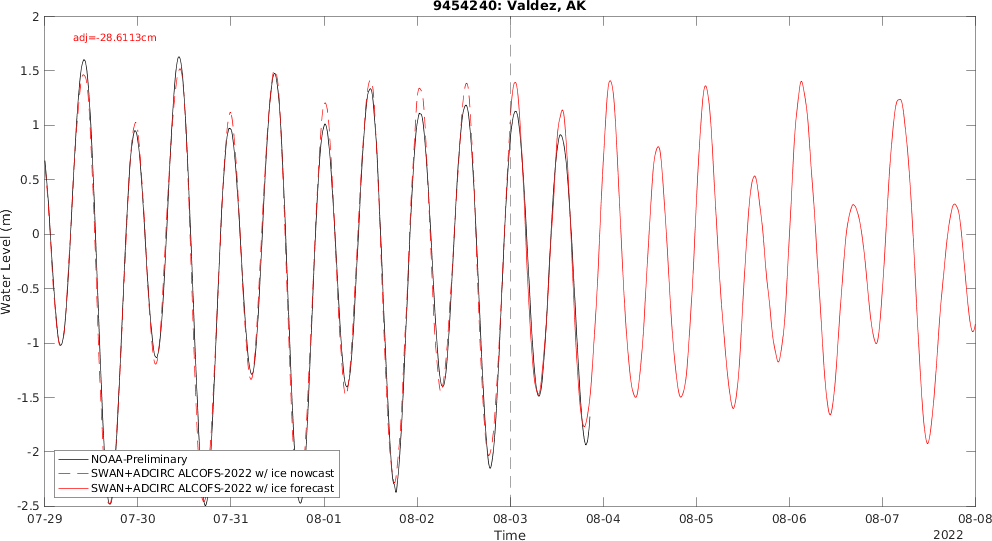 9454240: Valdez, AK
adj=-28.6113cm
2
1.5
1
0.5
0
-0.5
-1
-1.5
-2
-2.5
Water Level (m)
NOAA-Preliminary
SWAN+ADCIRC ALCOFS-2022 w/ ice nowcast
SWAN+ADCIRC ALCOFS-2022 w/ ice forecast
07-29 07-30 07-31 08-01 08-02 08-03 08-04 08-05 08-06 08-07 08-08
Time
2022